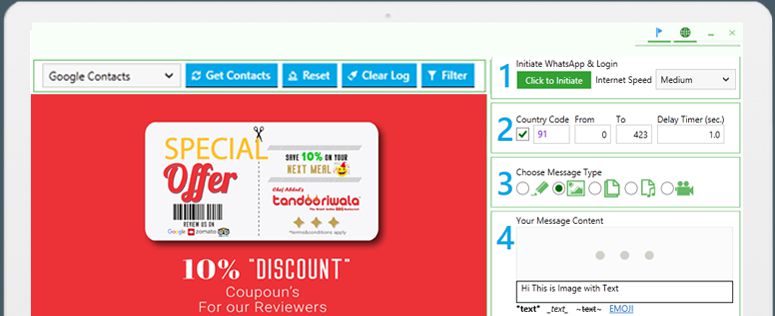 Google Contacts
Get Contacts
Reset
Clear Log
Filter
SPECIAL
Offer
REVIEW US ON
Google zomato
SAVE 10% ON YOUR
NEXT MEAL
Chef Abdul's
tandooriwala
*terms&conditions apply
10% "DISCOUNT"
Coupoun's
For our Reviewers
1
Initiate WhatsApp & Login
Click to Initiate
Internet Speed
Medium
2
Country Code From To Delay Timer (sec.)
91 0 423 1.0
3
Choose Message Type
4
Your Message Content
Hi This is Image with Text
*text* _text_ ~text~ EMOJI